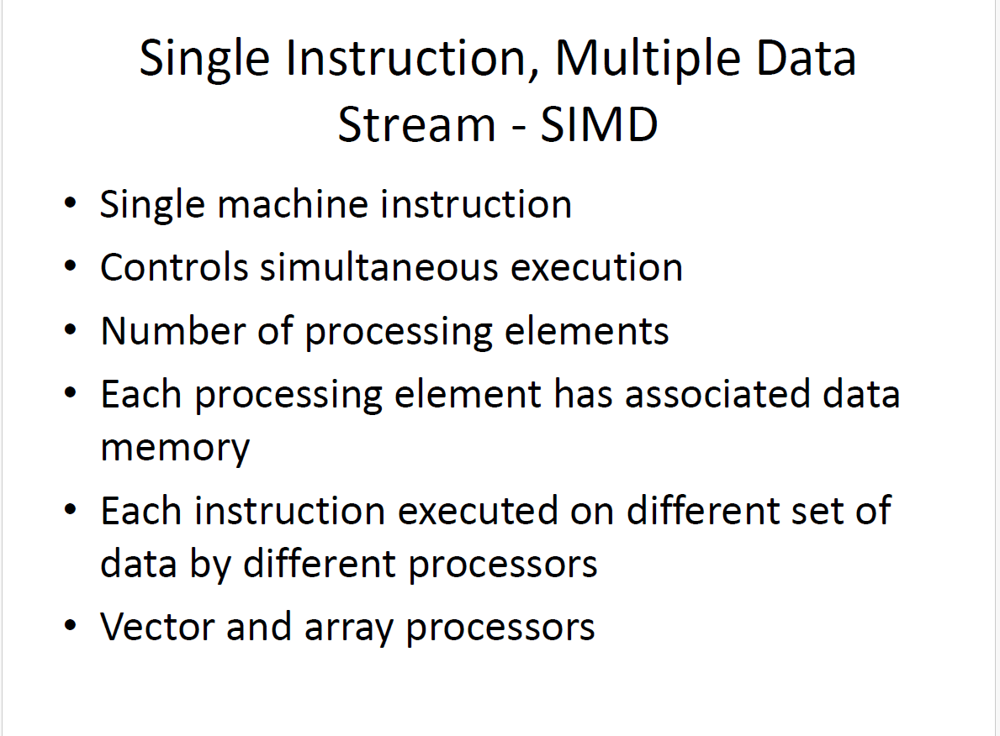 Single Instruction, Multiple Data
Stream - SIMD
• Single machine instruction
• Controls simultaneous execution
• Number of processing elements
• Each processing element has associated data
memory
• Each instruction executed on different set of
data by different processors
• Vector and array processors